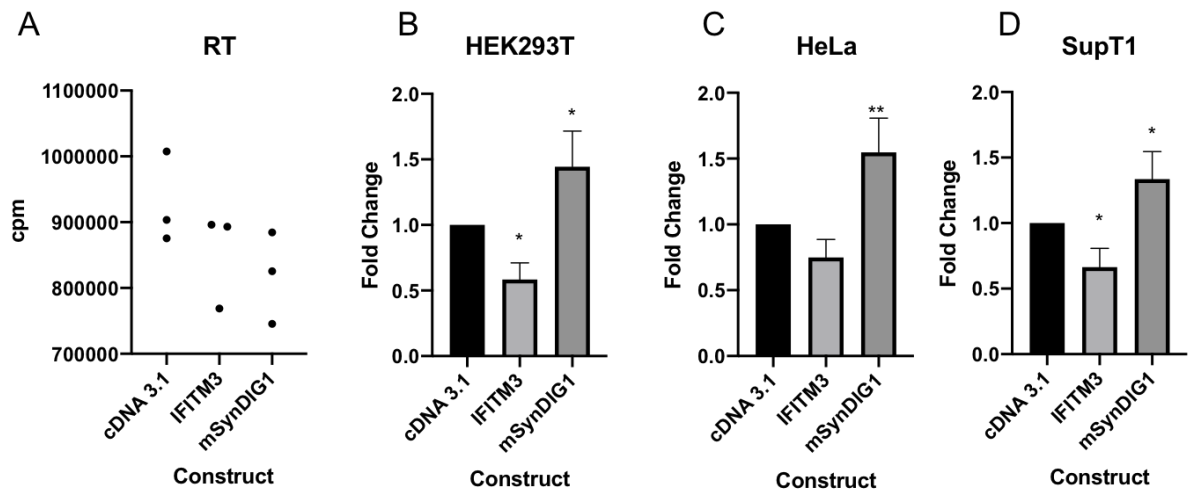 A
RT
1100000
1000000
900000
800000
700000
cpm
cDNA 3.1
IFITM3
mSynDIG1
Construct
B
HEK293T
2.0
1.5
1.0
0.5
0.0
Fold Change
*
*
cDNA 3.1
IFITM3
mSynDIG1
Construct
C
HeLa
2.0
1.5
1.0
0.5
0.0
Fold Change
**
cDNA 3.1
IFITM3
mSynDIG1
Construct
D
SupT1
2.0
1.5
1.0
0.5
0.0
Fold Change
*
*
cDNA 3.1
IFITM3
mSynDIG1
Construct